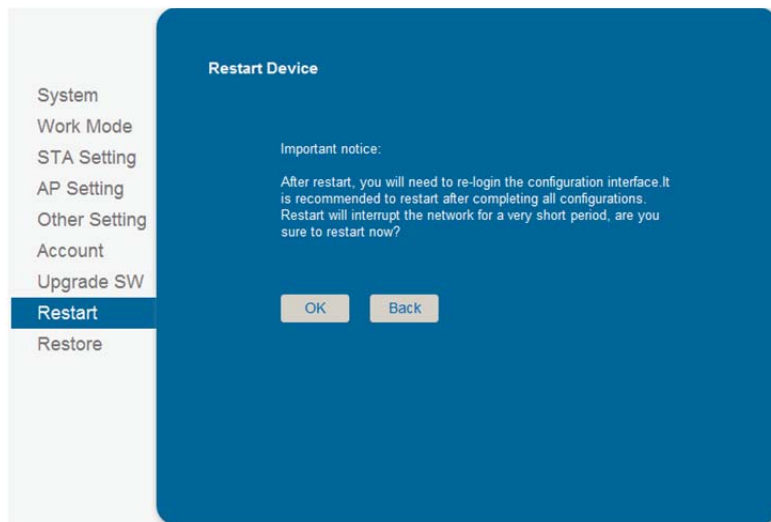 Restart Device
System
Work Mode
STA Setting
AP Setting
Other Setting
Account
Upgrade SW
Restart
Restore
Important notice:
After restart, you will need to re-login the configuration interface.It
is recommended to restart after completing all configurations.
Restart will interrupt the network for a very short period, are you
sure to restart now?
OK
Back